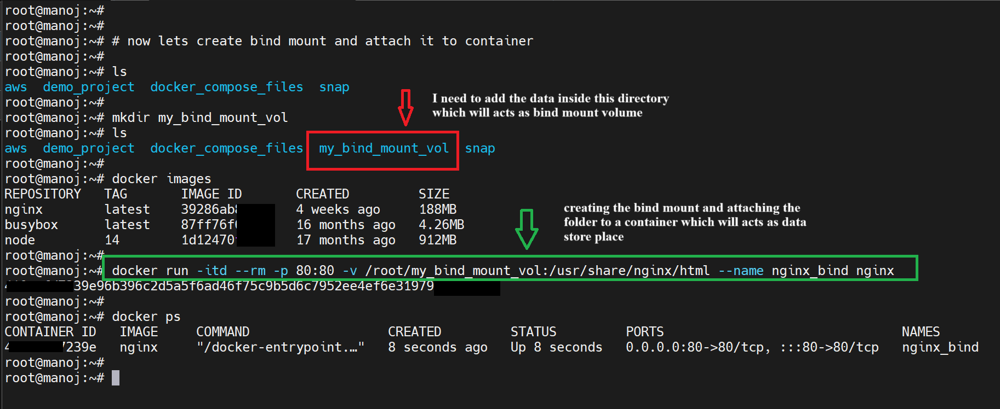 root@manoj:~#
root@manoj:~#
root@manoj:~# # now lets create bind mount and attach it to container
root@manoj:~#
root@manoj:~# ls
aws  demo_project  docker_compose_files  snap
root@manoj:~#
I need to add the data inside this directory
which will acts as bind mount volume
root@manoj:~# mkdir my_bind_mount_vol
root@manoj:~# ls
aws  demo_project  docker_compose_files  my_bind_mount_vol  snap
root@manoj:~#
root@manoj:~# docker images
REPOSITORY   TAG       IMAGE ID       CREATED         SIZE
nginx        latest    39286ab       4 weeks ago     188MB
busybox      latest    87ff76f       16 months ago   4.26MB
node         14        1d12470       17 months ago   912MB
creating the bind mount and attaching the
folder to a container which will acts as data
store place
root@manoj:~#
root@manoj:~# docker run -itd --rm -p 80:80 -v /root/my_bind_mount_vol:/usr/share/nginx/html --name nginx_bind nginx
39e96b396c2d5a5f6ad46f75c9b5d6c7952ee4ef6e31979
root@manoj:~#
root@manoj:~# docker ps
CONTAINER ID   IMAGE     COMMAND                  CREATED         STATUS         PORTS                               NAMES
7239e   nginx     "/docker-entrypoint.…"   8 seconds ago   Up 8 seconds   0.0.0.0:80->80/tcp, :::80->80/tcp   nginx_bind
root@manoj:~#
root@manoj:~#